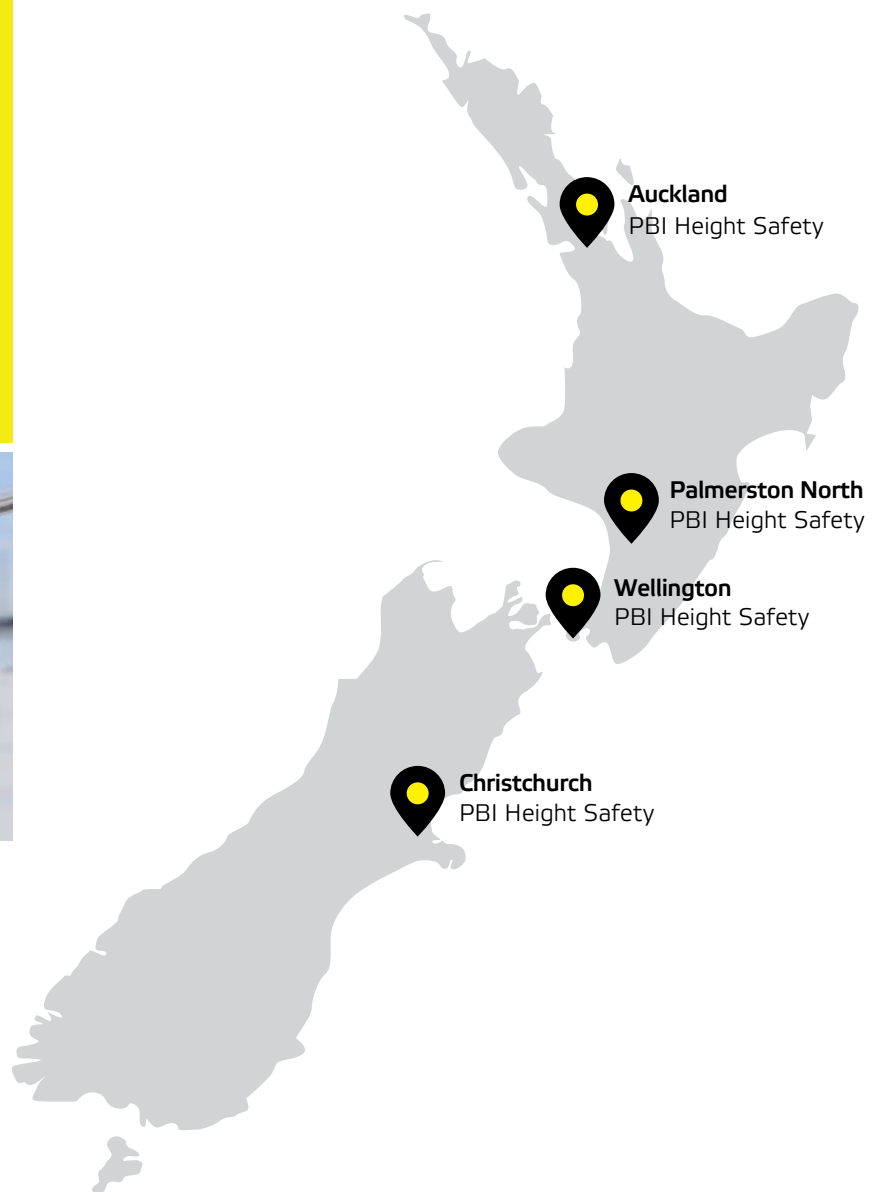 Auckland
PBI Height Safety
Palmerston North
PBI Height Safety
Wellington
PBI Height Safety
Christchurch
PBI Height Safety